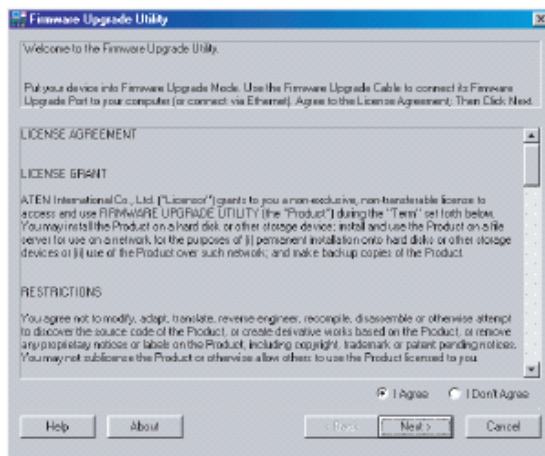 Firmware Upgrade Utility
Welcome to the Firmware Upgrade Utility.
Put your device into Firmware Upgrade Mode. Use the Firmware Upgrade Cable to connect its Firmware
Upgrade Port to your computer (or connect via Ethernet). Agree to the License Agreement; Then Click Next.
LICENSE AGREEMENT
LICENSE GRANT
ATEN International Co., Ltd. ("Licensor") grants to you a non-exclusive, non-transferable license to
access and use FIRMWARE UPGRADE UTILITY (the "Product") during the "Term" set forth below.
You may install the Product on a hard disk or other storage device; install and use the Product on a file
server for use on a network for the purposes of (i) permanent installation onto hard disks or other storage
devices or (ii) use of the Product over such network; and make backup copies of the Product.
RESTRICTIONS
You agree not to modify, adapt, translate, reverse engineer, recompile, disassemble or otherwise attempt
to discover the source code of the Product, or create derivative works based on the Product, or remove
any proprietary notices or labels on the Product, including copyright, trademark or patent pending notices.
You may not sublicense the Product or otherwise allow others to use the Product licensed to you.
I Agree I Don't Agree
Help About < Back Next > Cancel